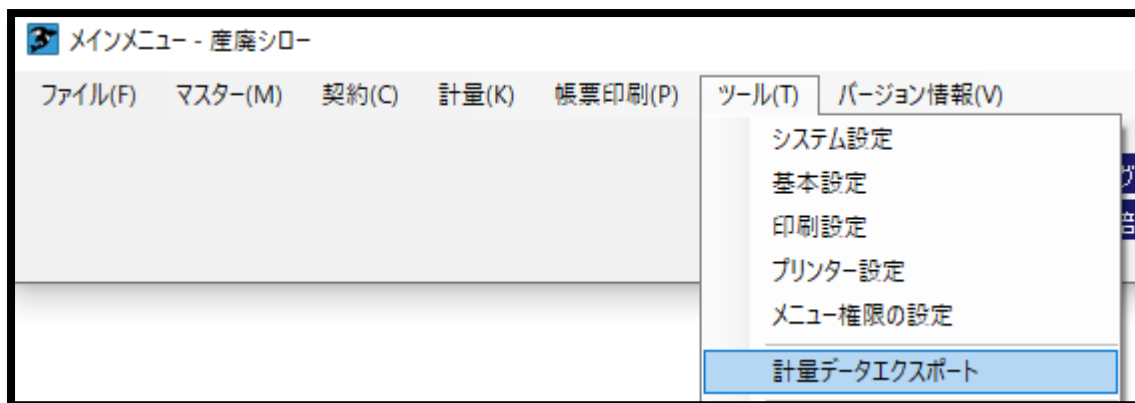 メインメニュー - 産廃シロー
ファイル(F) マスター(M) 契約(C) 計量(K) 帳票印刷(P) ツール(T) バージョン情報(V)
システム設定
基本設定
印刷設定
プリンター設定
メニュー権限の設定
計量データエクスポート